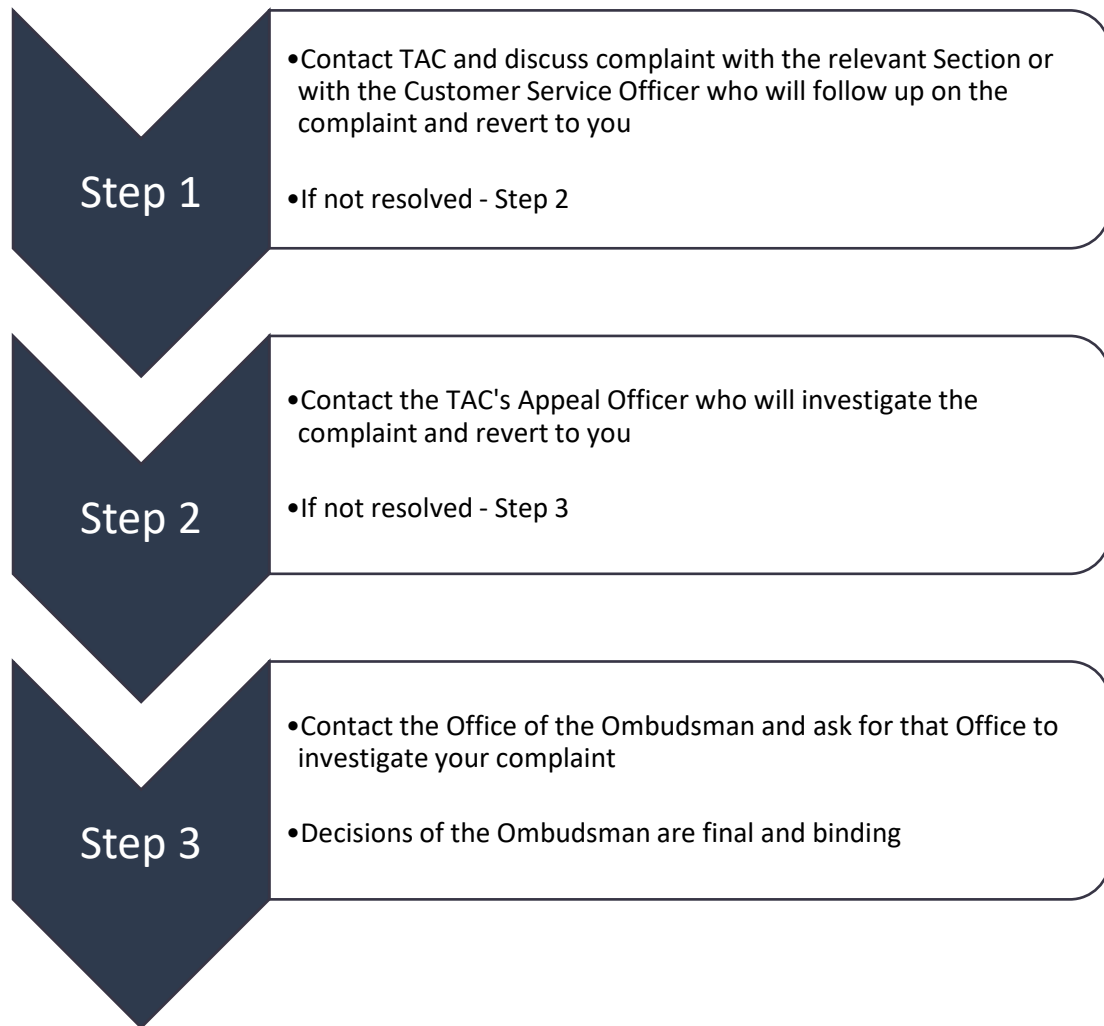 Step 1
•Contact TAC and discuss complaint with the relevant Section or
with the Customer Service Officer who will follow up on the
complaint and revert to you
•If not resolved - Step 2
Step 2
•Contact the TAC's Appeal Officer who will investigate the
complaint and revert to you
•If not resolved - Step 3
Step 3
•Contact the Office of the Ombudsman and ask for that Office to
investigate your complaint
•Decisions of the Ombudsman are final and binding